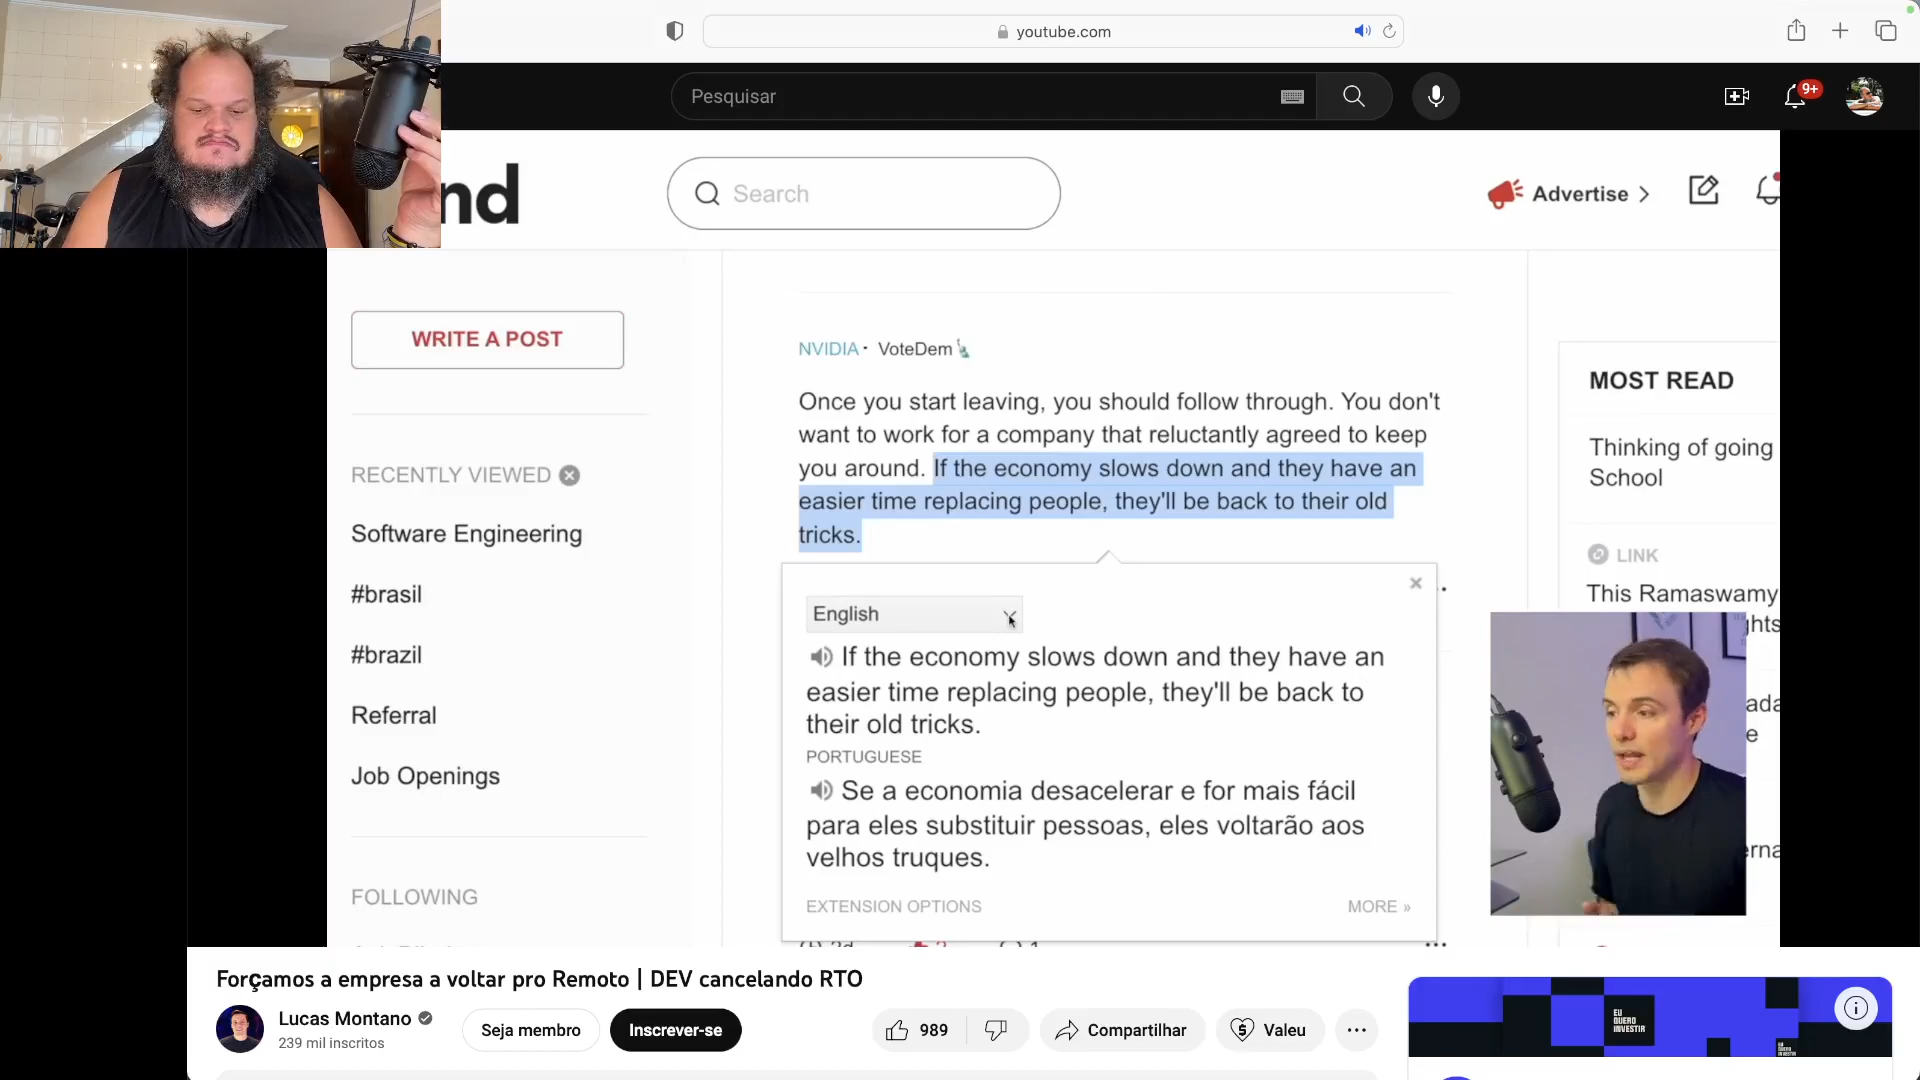 youtube.com
Pesquisar
9+
nd
Search
Advertise
WRITE A POST
RECENTLY VIEWED
Software Engineering
#brasil
#brazil
Referral
Job Openings
FOLLOWING
NVIDIA · VoteDem
Once you start leaving, you should follow through. You don't
want to work for a company that reluctantly agreed to keep
you around. If the economy slows down and they have an
easier time replacing people, they'll be back to their old
tricks.
English
If the economy slows down and they have an
easier time replacing people, they'll be back to
their old tricks.
PORTUGUESE
Se a economia desacelerar e for mais fácil
para eles substituir pessoas, eles voltarão aos
velhos truques.
EXTENSION OPTIONS
MORE »
MOST READ
Thinking of going
School
LINK
This Ramaswamy
Forçamos a empresa a voltar pro Remoto | DEV cancelando RTO
Lucas Montano
239 mil inscritos
Seja membro
Inscrever-se
989
Compartilhar
Valeu
EU
QUERO
INVESTIR